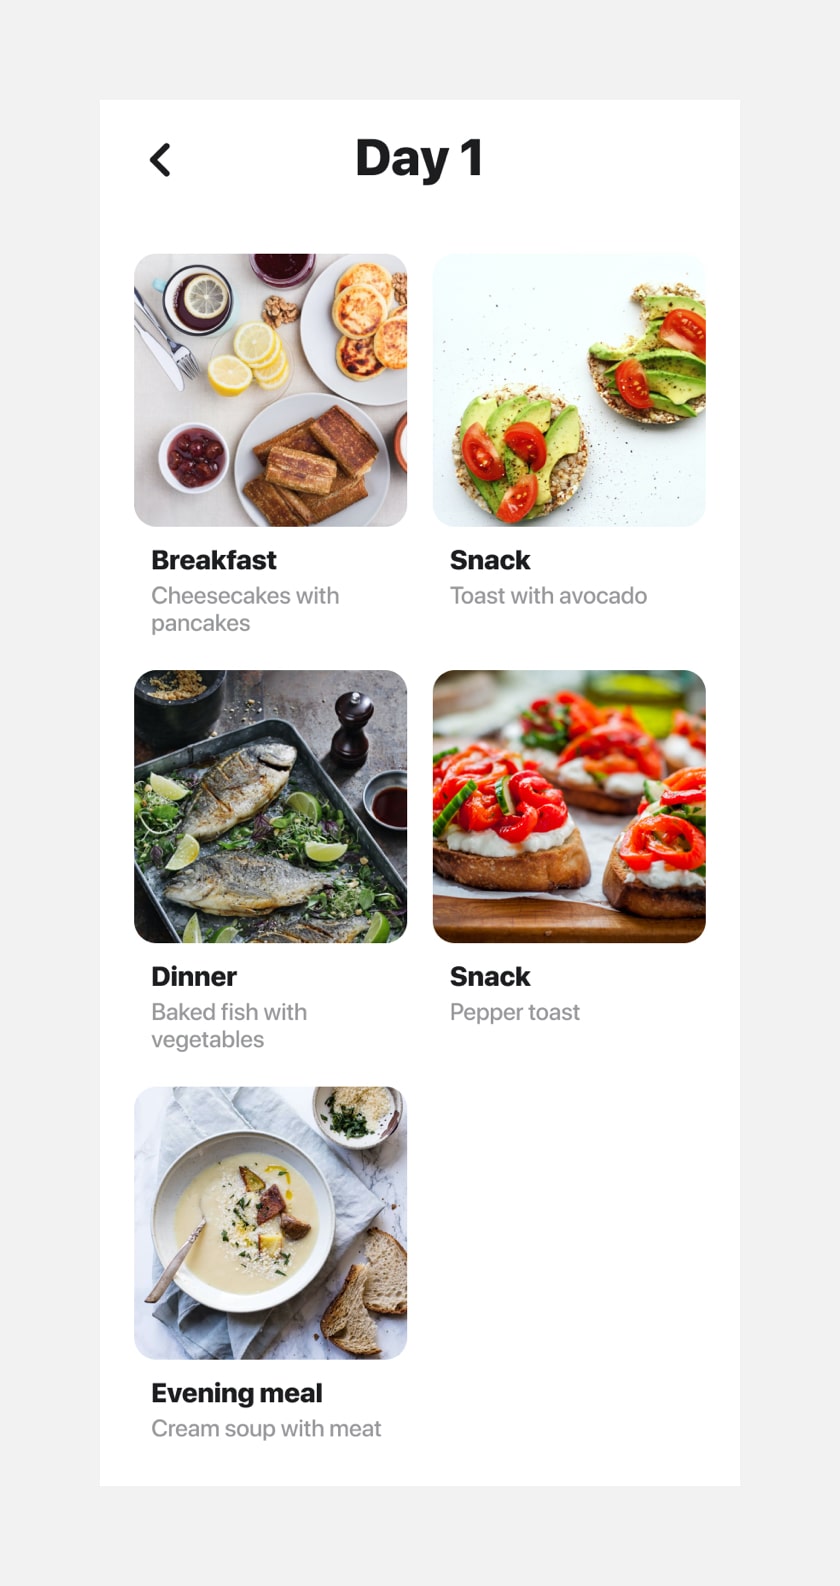 Day 1
Breakfast
Cheesecakes with
pancakes
Snack
Toast with avocado
Dinner
Baked fish with
vegetables
Snack
Pepper toast
Evening meal
Cream soup with meat